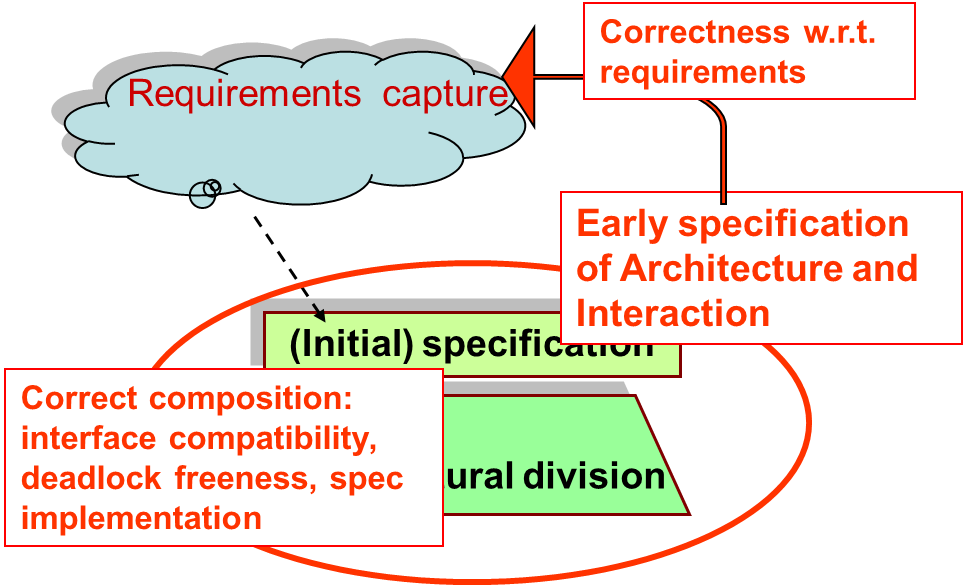 Correctness w.r.t.
requirements
Requirements capture
Early specification
of Architecture and
Interaction
(Initial) specification
Correct composition:
interface compatibility,
deadlock freeness, spec
implementation
division